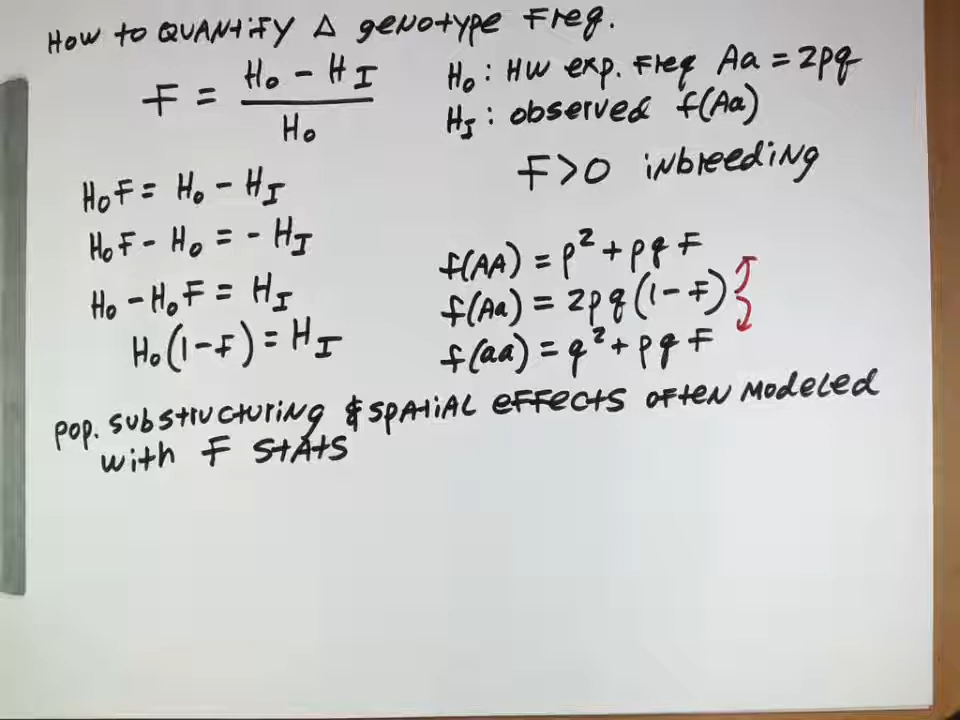 How to QUANtify Δ genotype Freq.
F = (H₀ - H_I) / H₀
H₀: HW exp. Freq Aa = 2pq
H_I: observed f(Aa)
F>0 inbreeding
H₀F = H₀ - H_I
H₀F - H₀ = - H_I
H₀ - H₀F = H_I
H₀(1-F) = H_I
f(AA) = p² + pq F
f(Aa) = 2pq (1-F)
f(aa) = q² + pq F
pop. substructuring & SPAtiAL effects often Modeled
with F StAtS